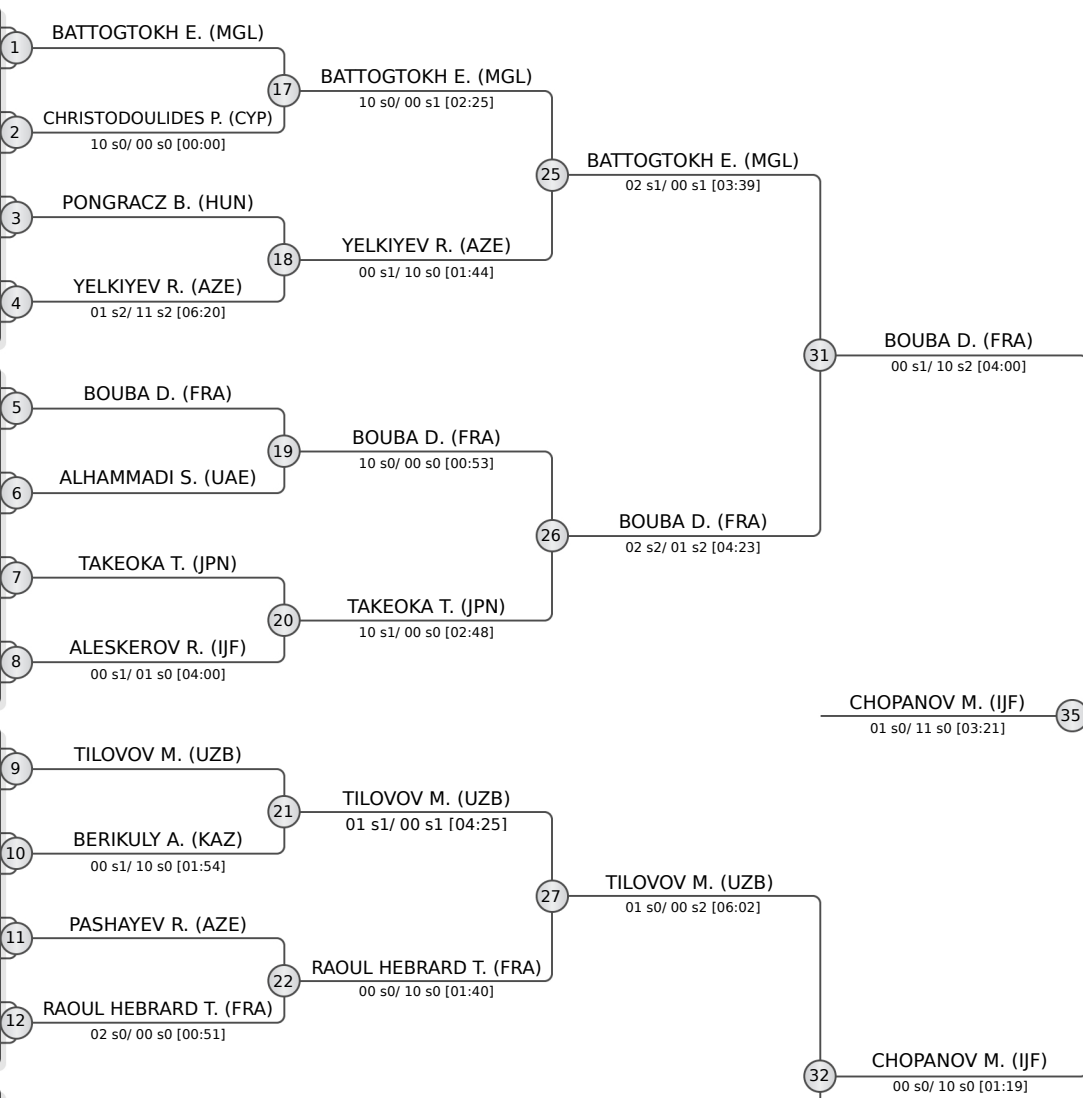 1
BATTOGTOKH E. (MGL)
17
BATTOGTOKH E. (MGL)
10 s0/ 00 s1 [02:25]
2
CHRISTODOULIDES P. (CYP)
10 s0/ 00 s0 [00:00]
25
BATTOGTOKH E. (MGL)
02 s1/ 00 s1 [03:39]
3
PONGRACZ B. (HUN)
18
YELKIYEV R. (AZE)
00 s1/ 10 s0 [01:44]
4
YELKIYEV R. (AZE)
01 s2/ 11 s2 [06:20]
31
BOUBA D. (FRA)
00 s1/ 10 s2 [04:00]
5
BOUBA D. (FRA)
19
BOUBA D. (FRA)
10 s0/ 00 s0 [00:53]
6
ALHAMMADI S. (UAE)
26
BOUBA D. (FRA)
02 s2/ 01 s2 [04:23]
7
TAKEOKA T. (JPN)
20
TAKEOKA T. (JPN)
10 s1/ 00 s0 [02:48]
8
ALESKEROV R. (IJF)
00 s1/ 01 s0 [04:00]
CHOPANOV M. (IJF)
01 s0/ 11 s0 [03:21]
35
9
TILOVOV M. (UZB)
21
TILOVOV M. (UZB)
01 s1/ 00 s1 [04:25]
10
BERIKULY A. (KAZ)
00 s1/ 10 s0 [01:54]
27
TILOVOV M. (UZB)
01 s0/ 00 s2 [06:02]
11
PASHAYEV R. (AZE)
22
RAOUL HEBRARD T. (FRA)
00 s0/ 10 s0 [01:40]
12
RAOUL HEBRARD T. (FRA)
02 s0/ 00 s0 [00:51]
32
CHOPANOV M. (IJF)
00 s0/ 10 s0 [01:19]